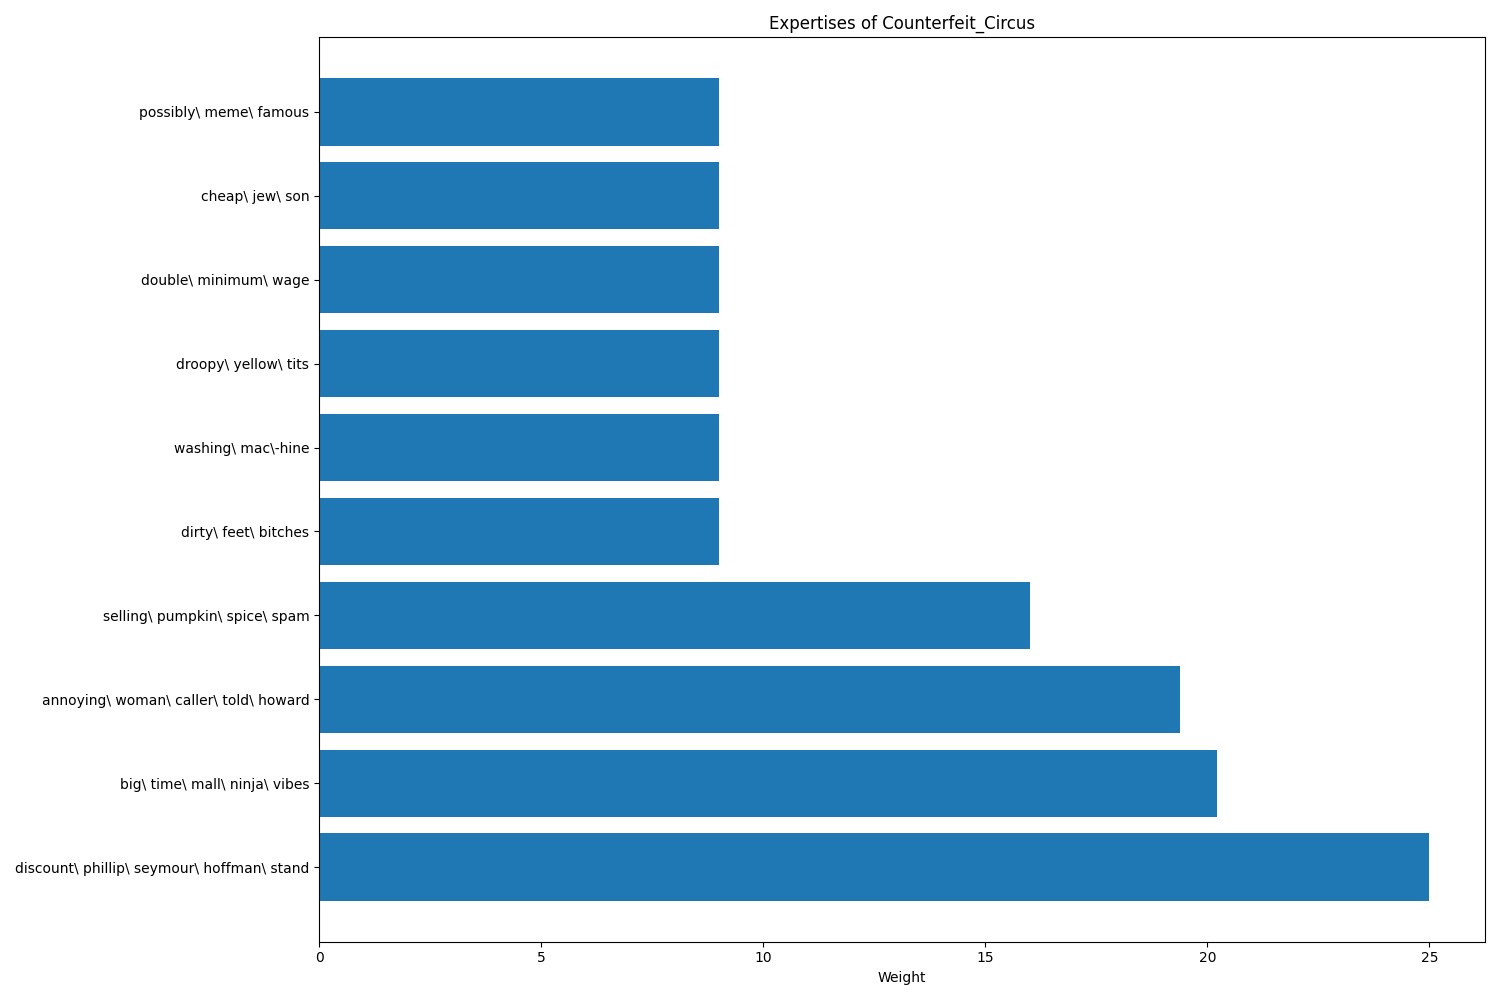 Expertises of Counterfeit_Circus
possibly\ meme\ famous
cheap\ jew\ son
double\ minimum\ wage
droopy\ yellow\ tits
washing\ mac\-hine
dirty\ feet\ bitches
selling\ pumpkin\ spice\ spam
annoying\ woman\ caller\ told\ howard
big\ time\ mall\ ninja\ vibes
discount\ phillip\ seymour\ hoffman\ stand
0 5 10 15 20 25
Weight